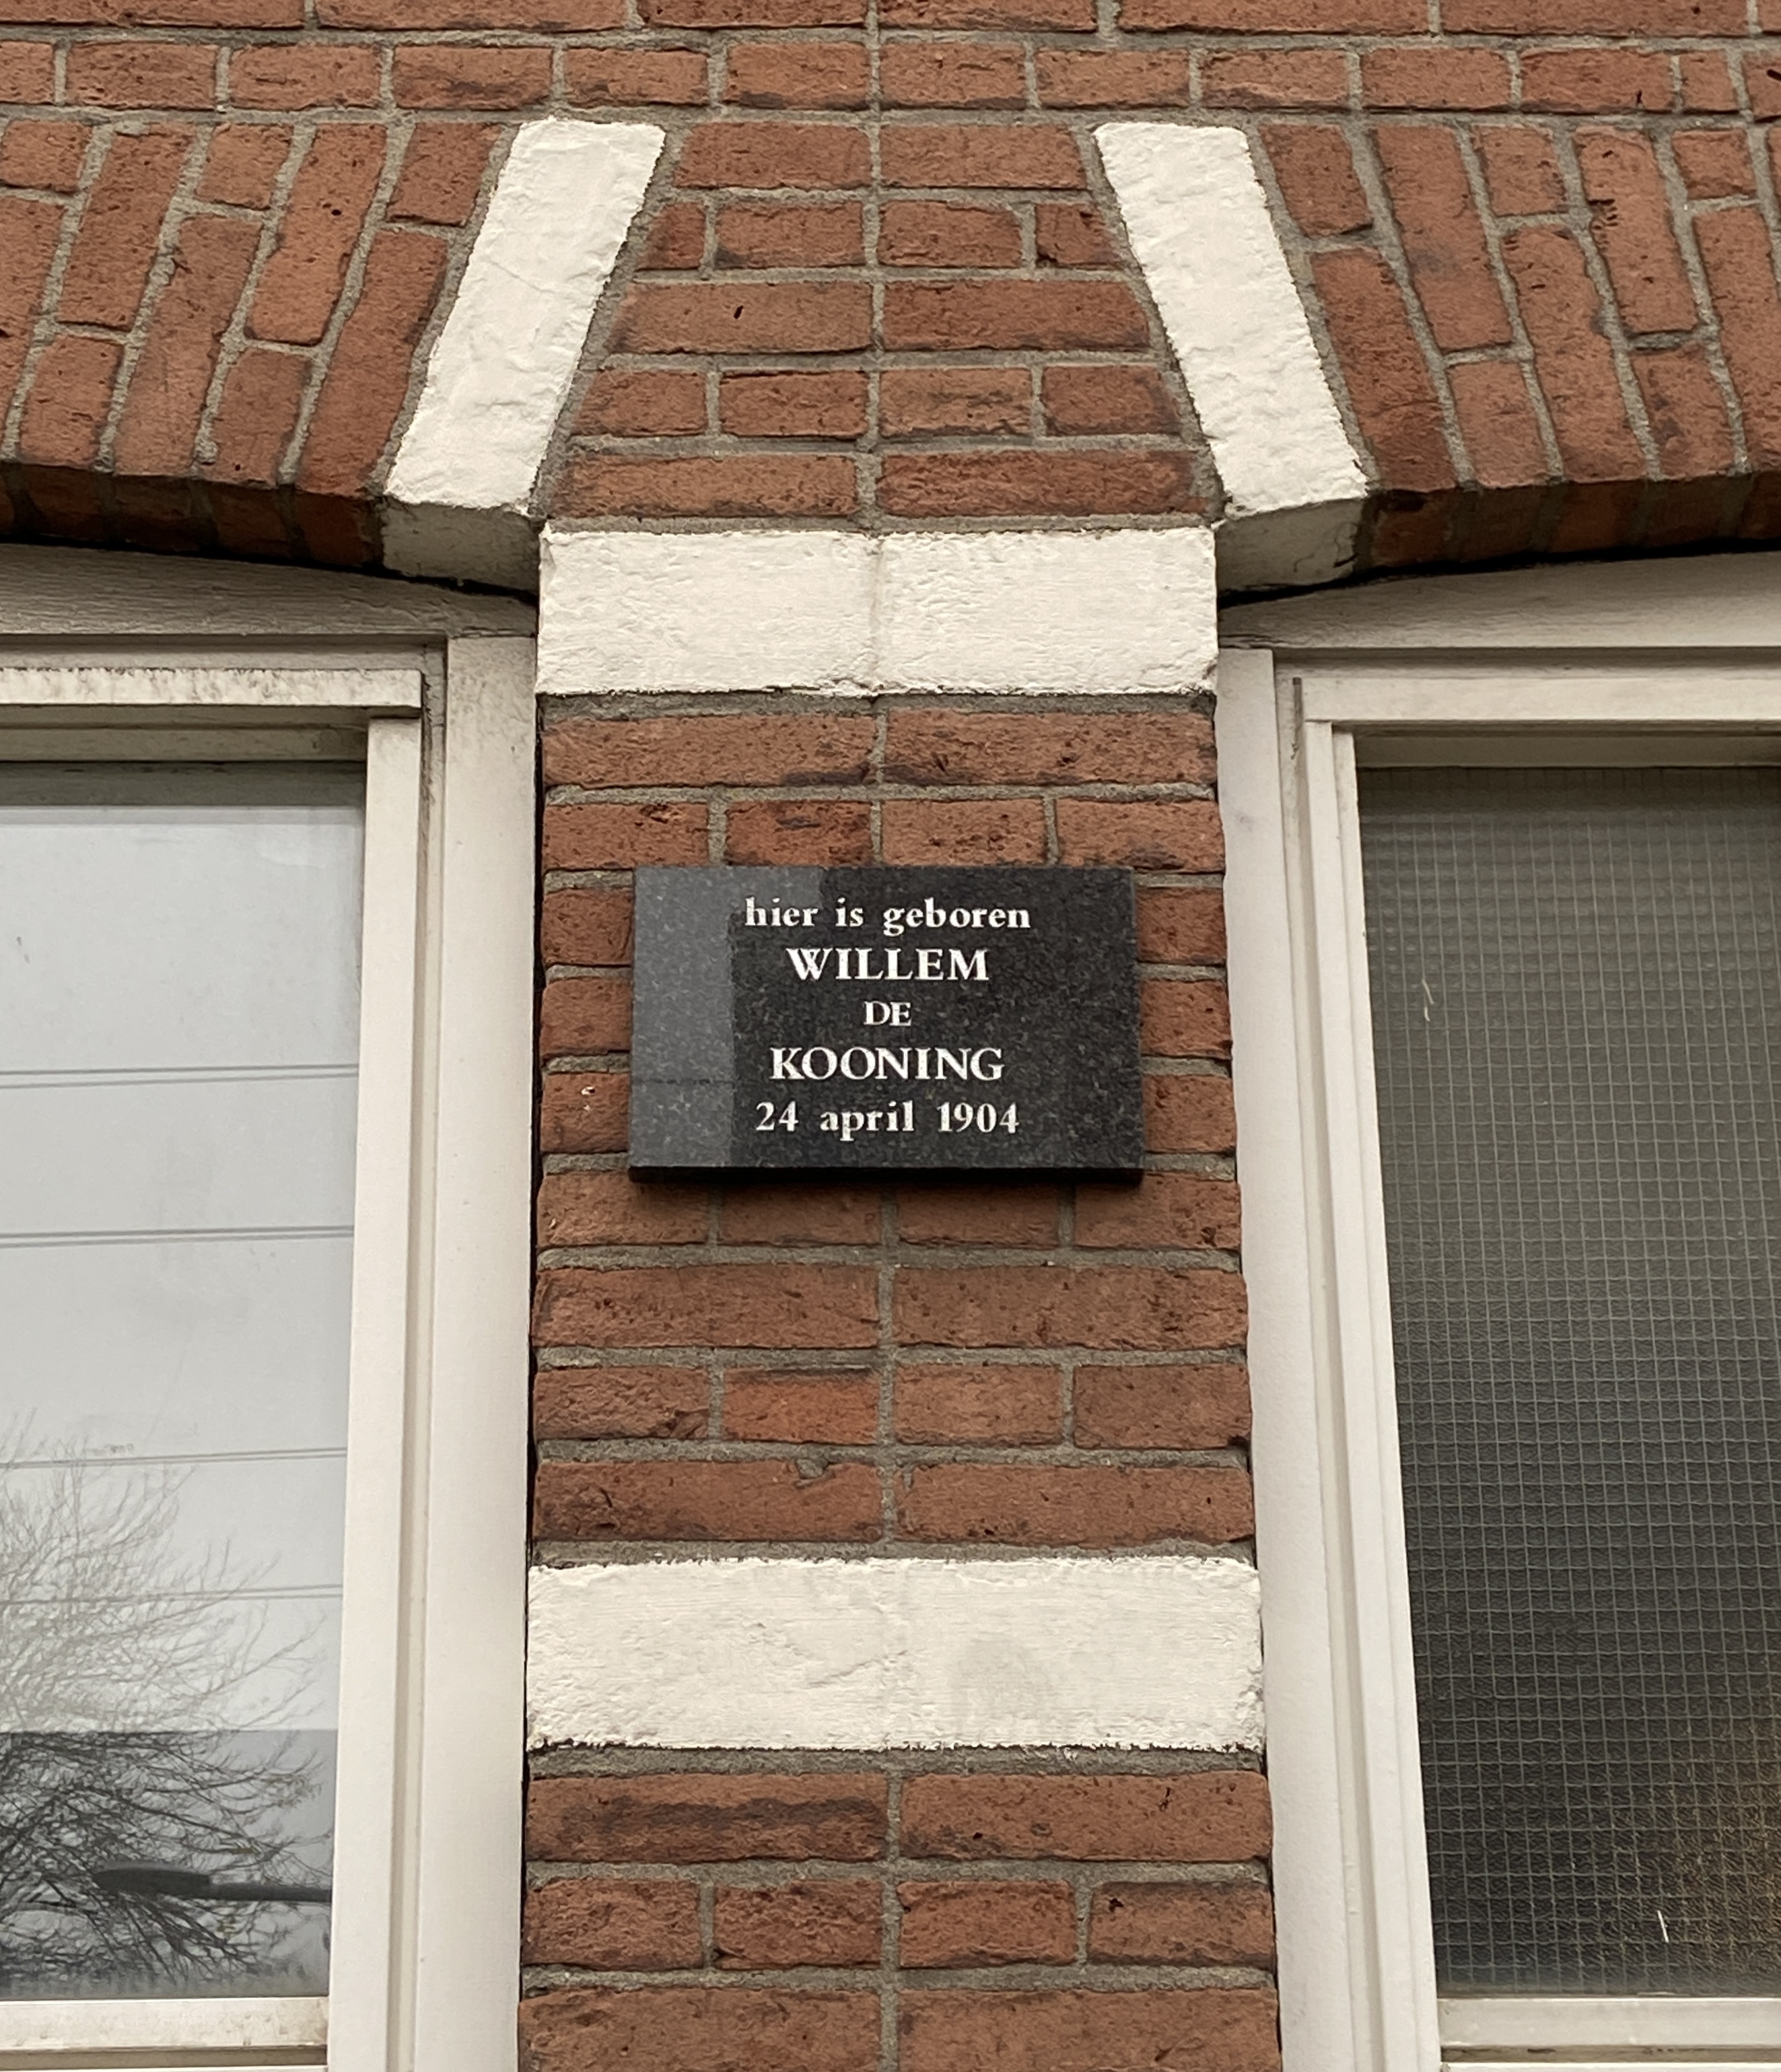 hier is geboren
WILLEM
DE
KOONING
24 april 1904